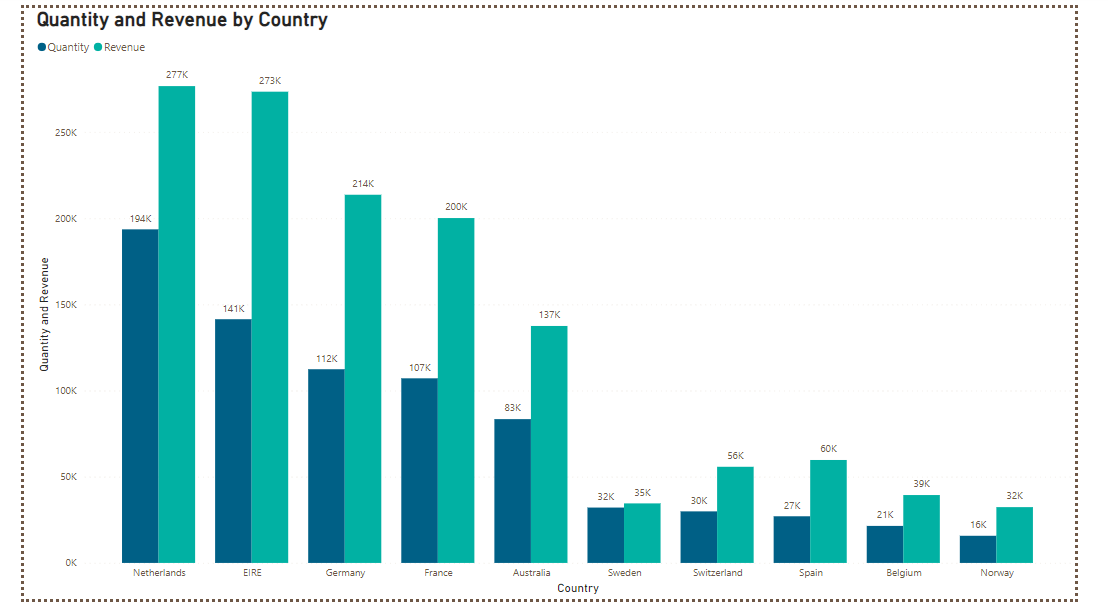 Quantity and Revenue by Country
Quantity Revenue
277K
273K
250K
214K
200K
200K
194K
150K
141K
137K
112K
107K
100K
83K
60K
56K
50K
39K
35K
32K
32K
30K
27K
21K
16K
0K
Quantity and Revenue
Netherlands EIRE Germany France Australia Sweden Switzerland Spain Belgium Norway
Country